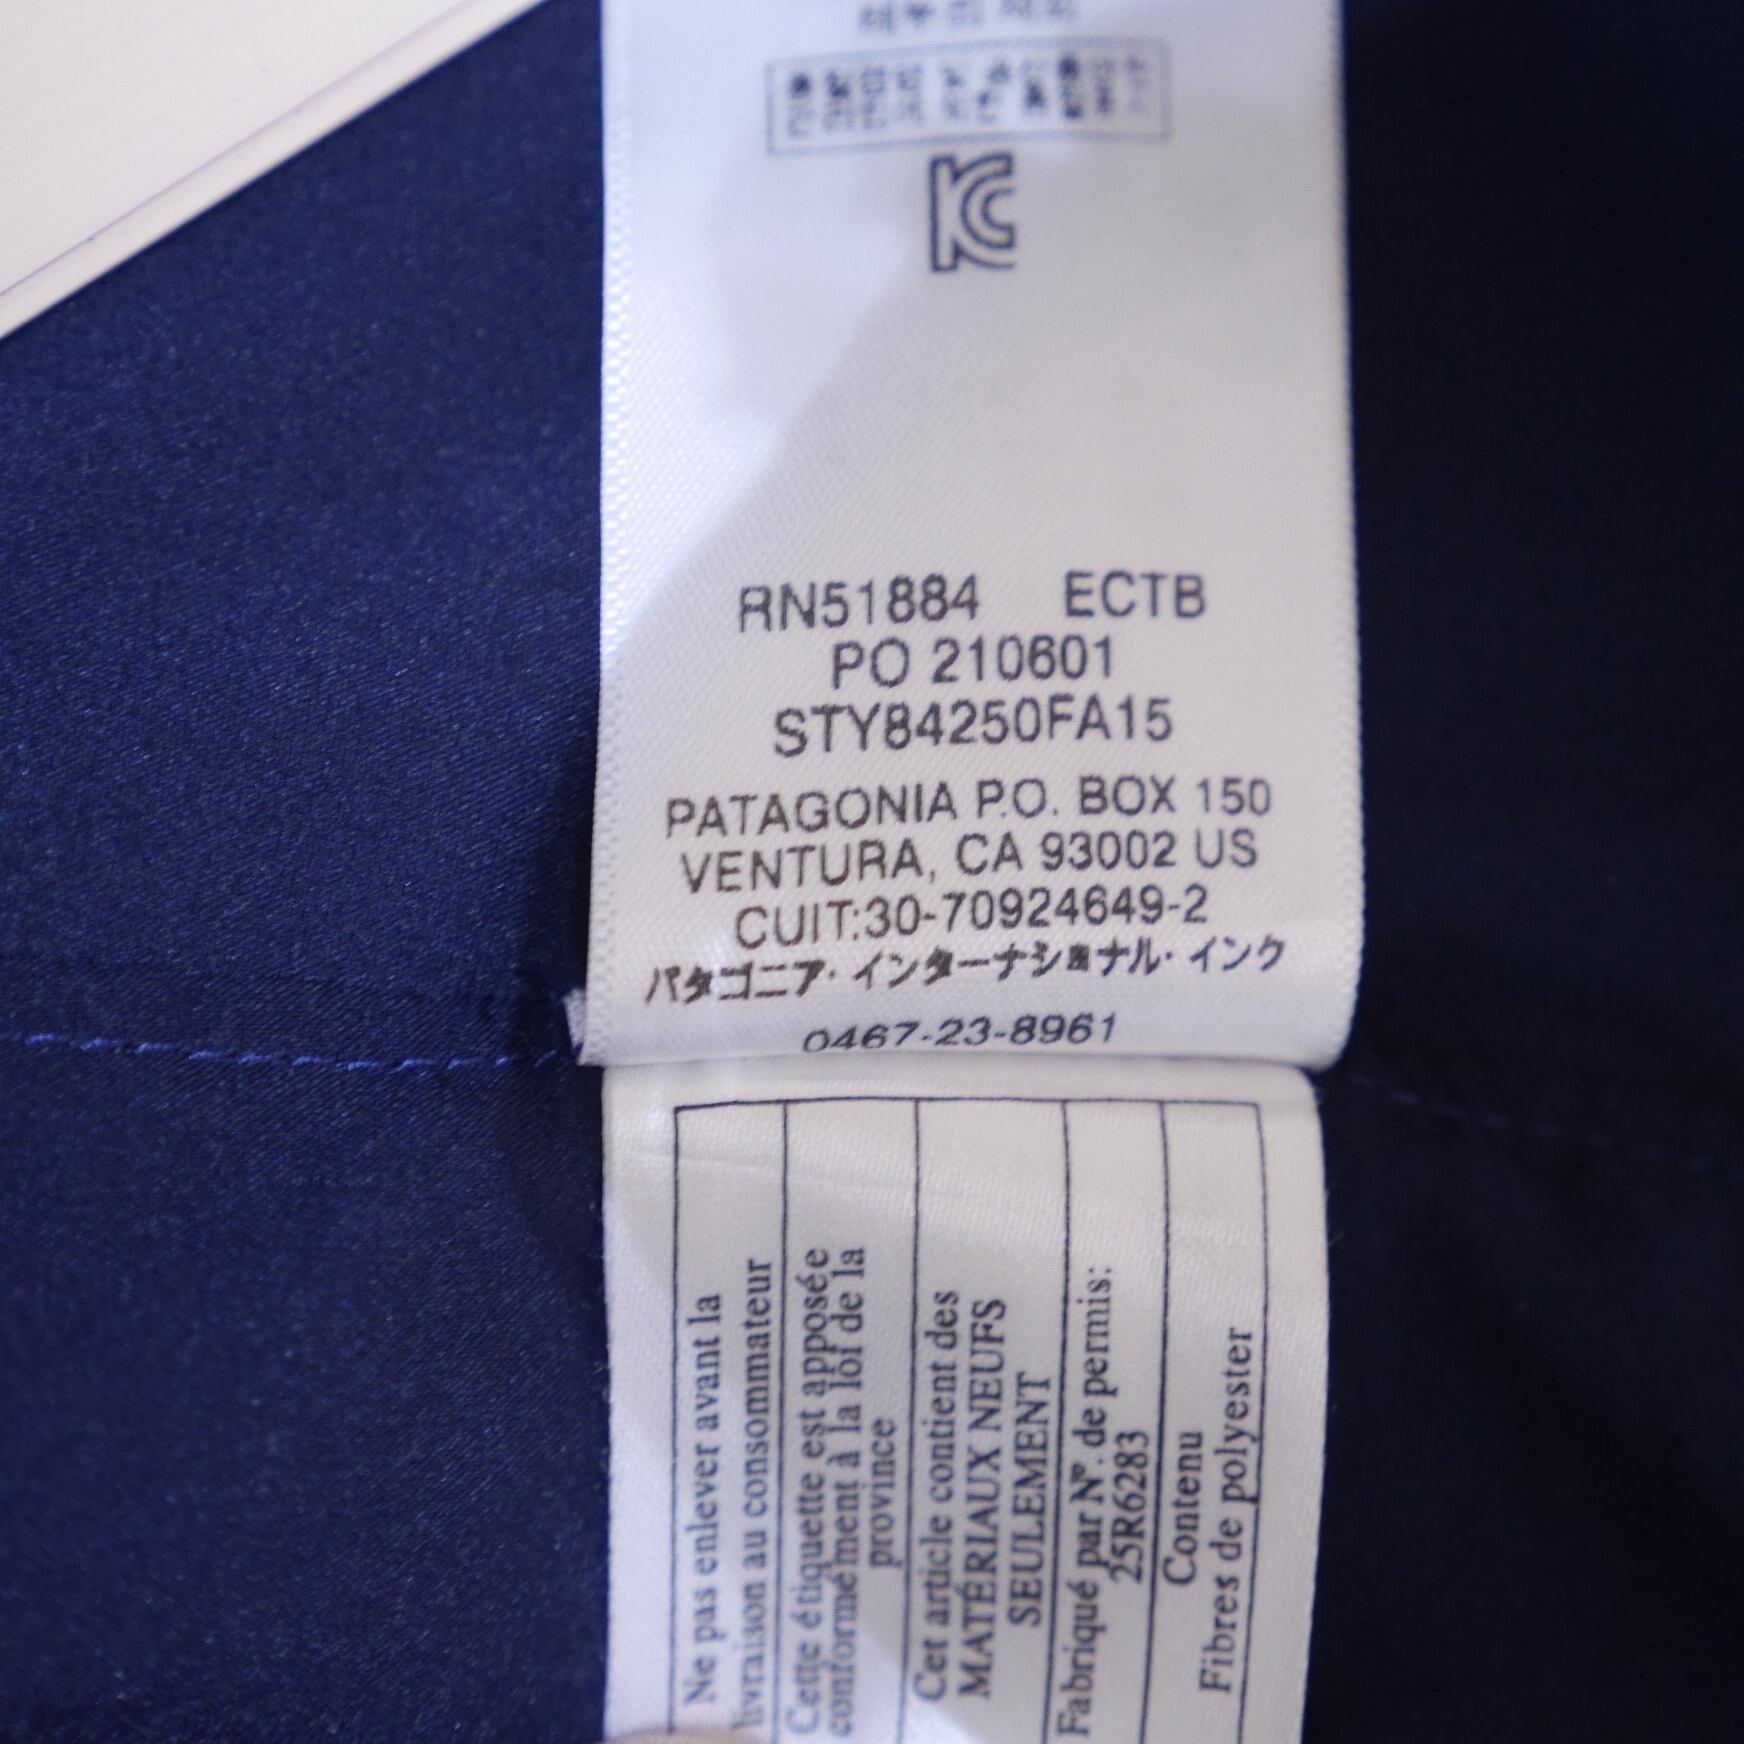 RN51884 ECTB
PO 210601
STY84250FA15
PATAGONIA P.O. BOX 150
VENTURA, CA 93002 US
CUIT:30-70924649-2
パタゴニア・インターナショナル・インク
0467-23-8961
Ne pas enlever avant la
livraison au consommateur
Cette étiquette est apposée
conformément à la loi de la
province
Cet article contient des
MATÉRIAUX NEUFS
SEULEMENT
Fabriqué par Nº. de permis:
25R6283
Contenu
Fibres de polyester